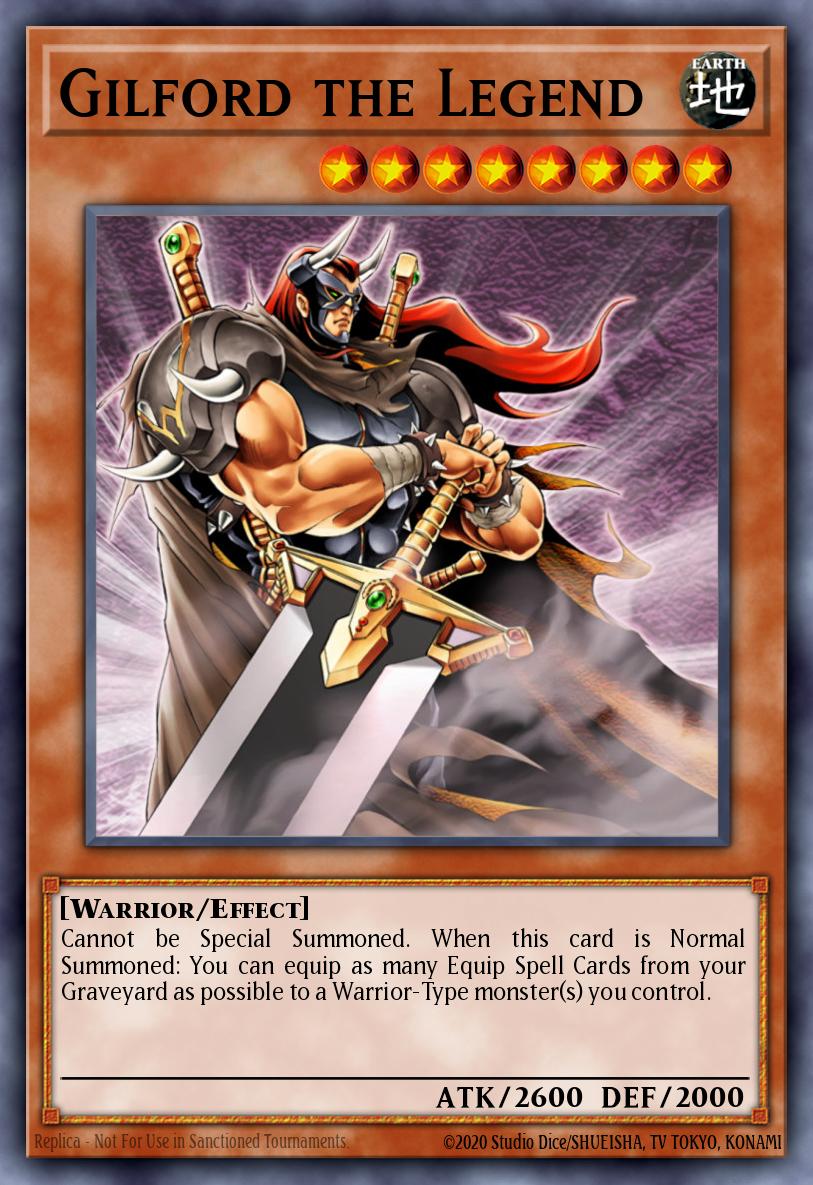 Gilford the Legend
EARTH
地
[Warrior/Effect]
Cannot be Special Summoned. When this card is Normal
Summoned: You can equip as many Equip Spell Cards from your
Graveyard as possible to a Warrior-Type monster(s) you control.
ATK/2600 DEF/2000
Replica - Not For Use in Sanctioned Tournaments.
©2020 Studio Dice/SHUEISHA, TV TOKYO, KONAMI